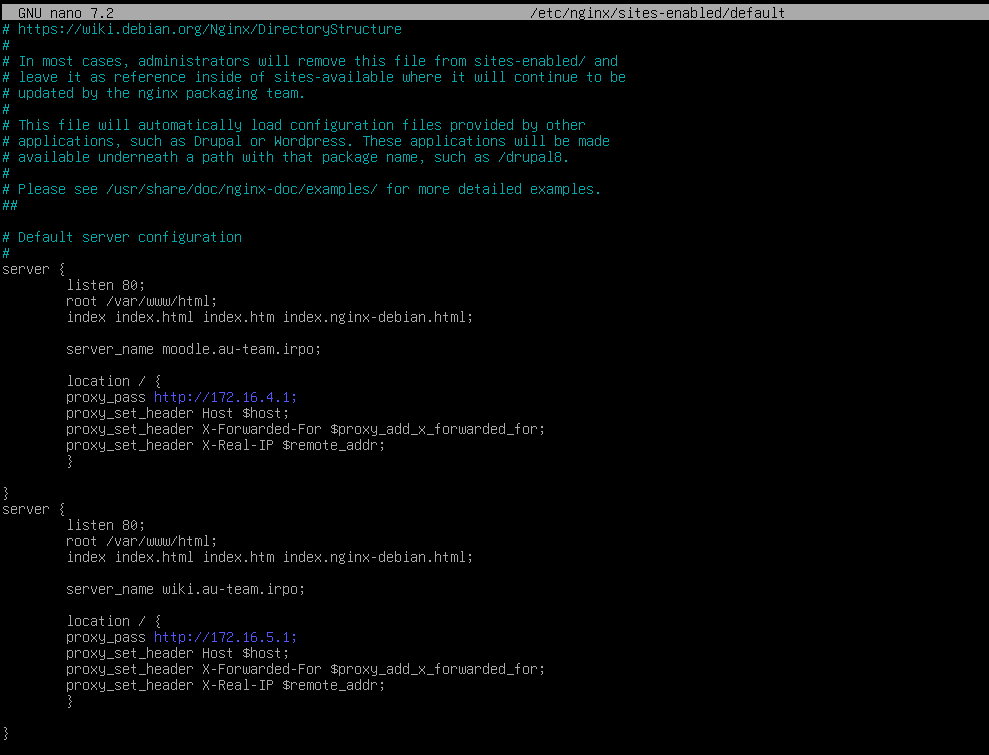 GNU nano 7.2 /etc/nginx/sites-enabled/default
# https://wiki.debian.org/Nginx/DirectoryStructure
#
# In most cases, administrators will remove this file from sites-enabled/ and
# leave it as reference inside of sites-available where it will continue to be
# updated by the nginx packaging team.
#
# This file will automatically load configuration files provided by other
# applications, such as Drupal or Wordpress. These applications will be made
# available underneath a path with that package name, such as /drupal8.
#
# Please see /usr/share/doc/nginx-doc/examples/ for more detailed examples.
##
# Default server configuration
#
server {
listen 80;
root /var/www/html;
index index.html index.htm index.nginx-debian.html;
server_name moodle.au-team.irpo;
location / {
proxy_pass http://172.16.4.1;
proxy_set_header Host $host;
proxy_set_header X-Forwarded-For $proxy_add_x_forwarded_for;
proxy_set_header X-Real-IP $remote_addr;
}
}
server {
listen 80;
root /var/www/html;
index index.html index.htm index.nginx-debian.html;
server_name wiki.au-team.irpo;
location / {
proxy_pass http://172.16.5.1;
proxy_set_header Host $host;
proxy_set_header X-Forwarded-For $proxy_add_x_forwarded_for;
proxy_set_header X-Real-IP $remote_addr;
}
}